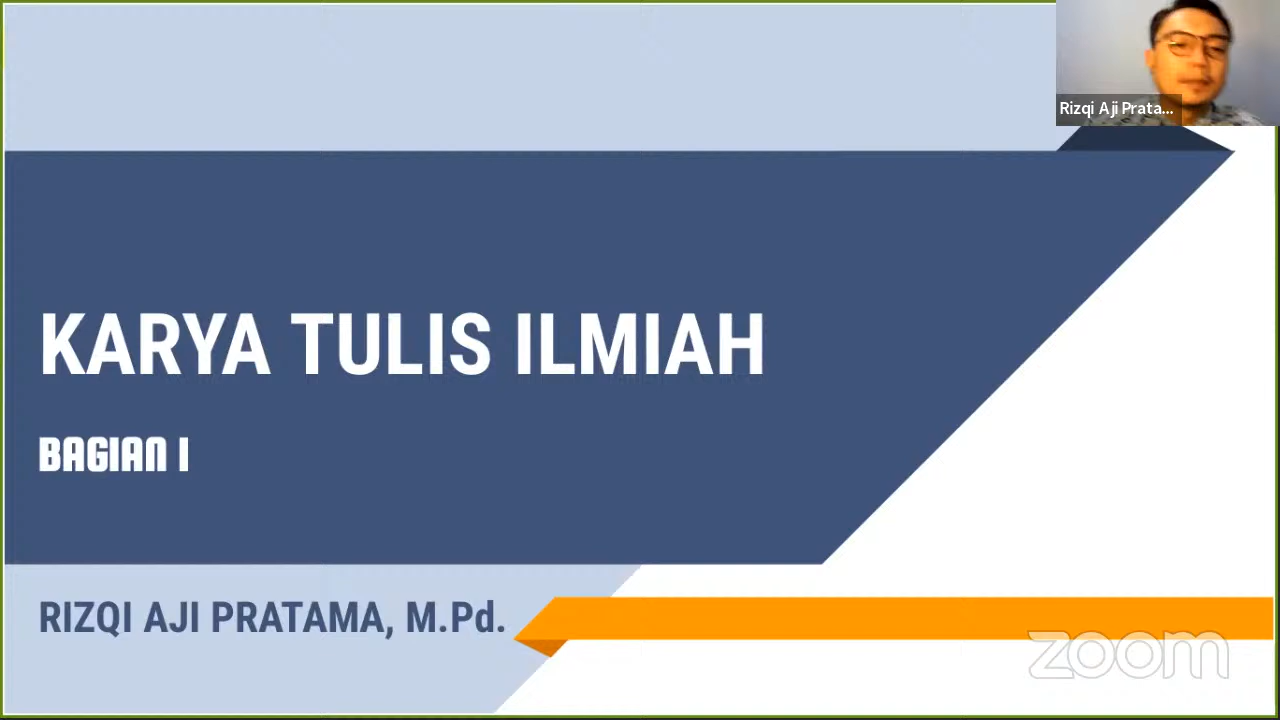 Rizqi Aji Prata...
KARYA TULIS ILMIAH
BAGIAN I
RIZQI AJI PRATAMA, M.Pd.
zoom